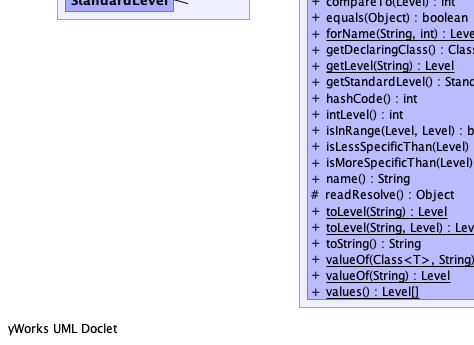 StandardLevel
+ compareTo(Level) : int
+ equals(Object) : boolean
+ forName(String, int) : Leve
+ getDeclaringClass() : Clas
+ getLevel(String) : Level
+ getStandardLevel() : Stand
+ hashCode() : int
+ intLevel() : int
+ isInRange(Level, Level) : b
+ isLessSpecificThan(Level)
+ isMoreSpecificThan(Level)
+ name() : String
# readResolve() : Object
+ toLevel(String) : Level
+ toLevel(String, Level) : Lev
+ toString() : String
+ valueOf(Class<T>, String)
+ valueOf(String) : Level
+ values() : Level[]
yWorks UML Doclet